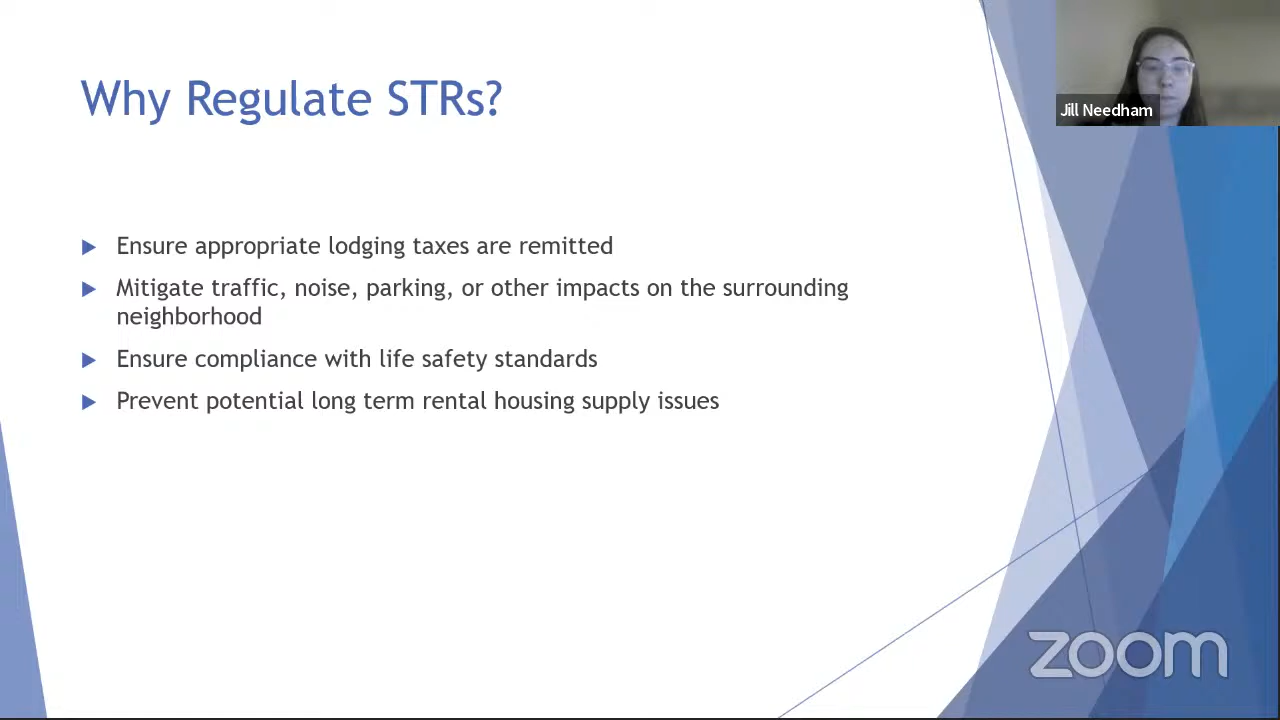 Why Regulate STRs?
Jill Needham
Ensure appropriate lodging taxes are remitted
Mitigate traffic, noise, parking, or other impacts on the surrounding
neighborhood
Ensure compliance with life safety standards
Prevent potential long term rental housing supply issues
zoom